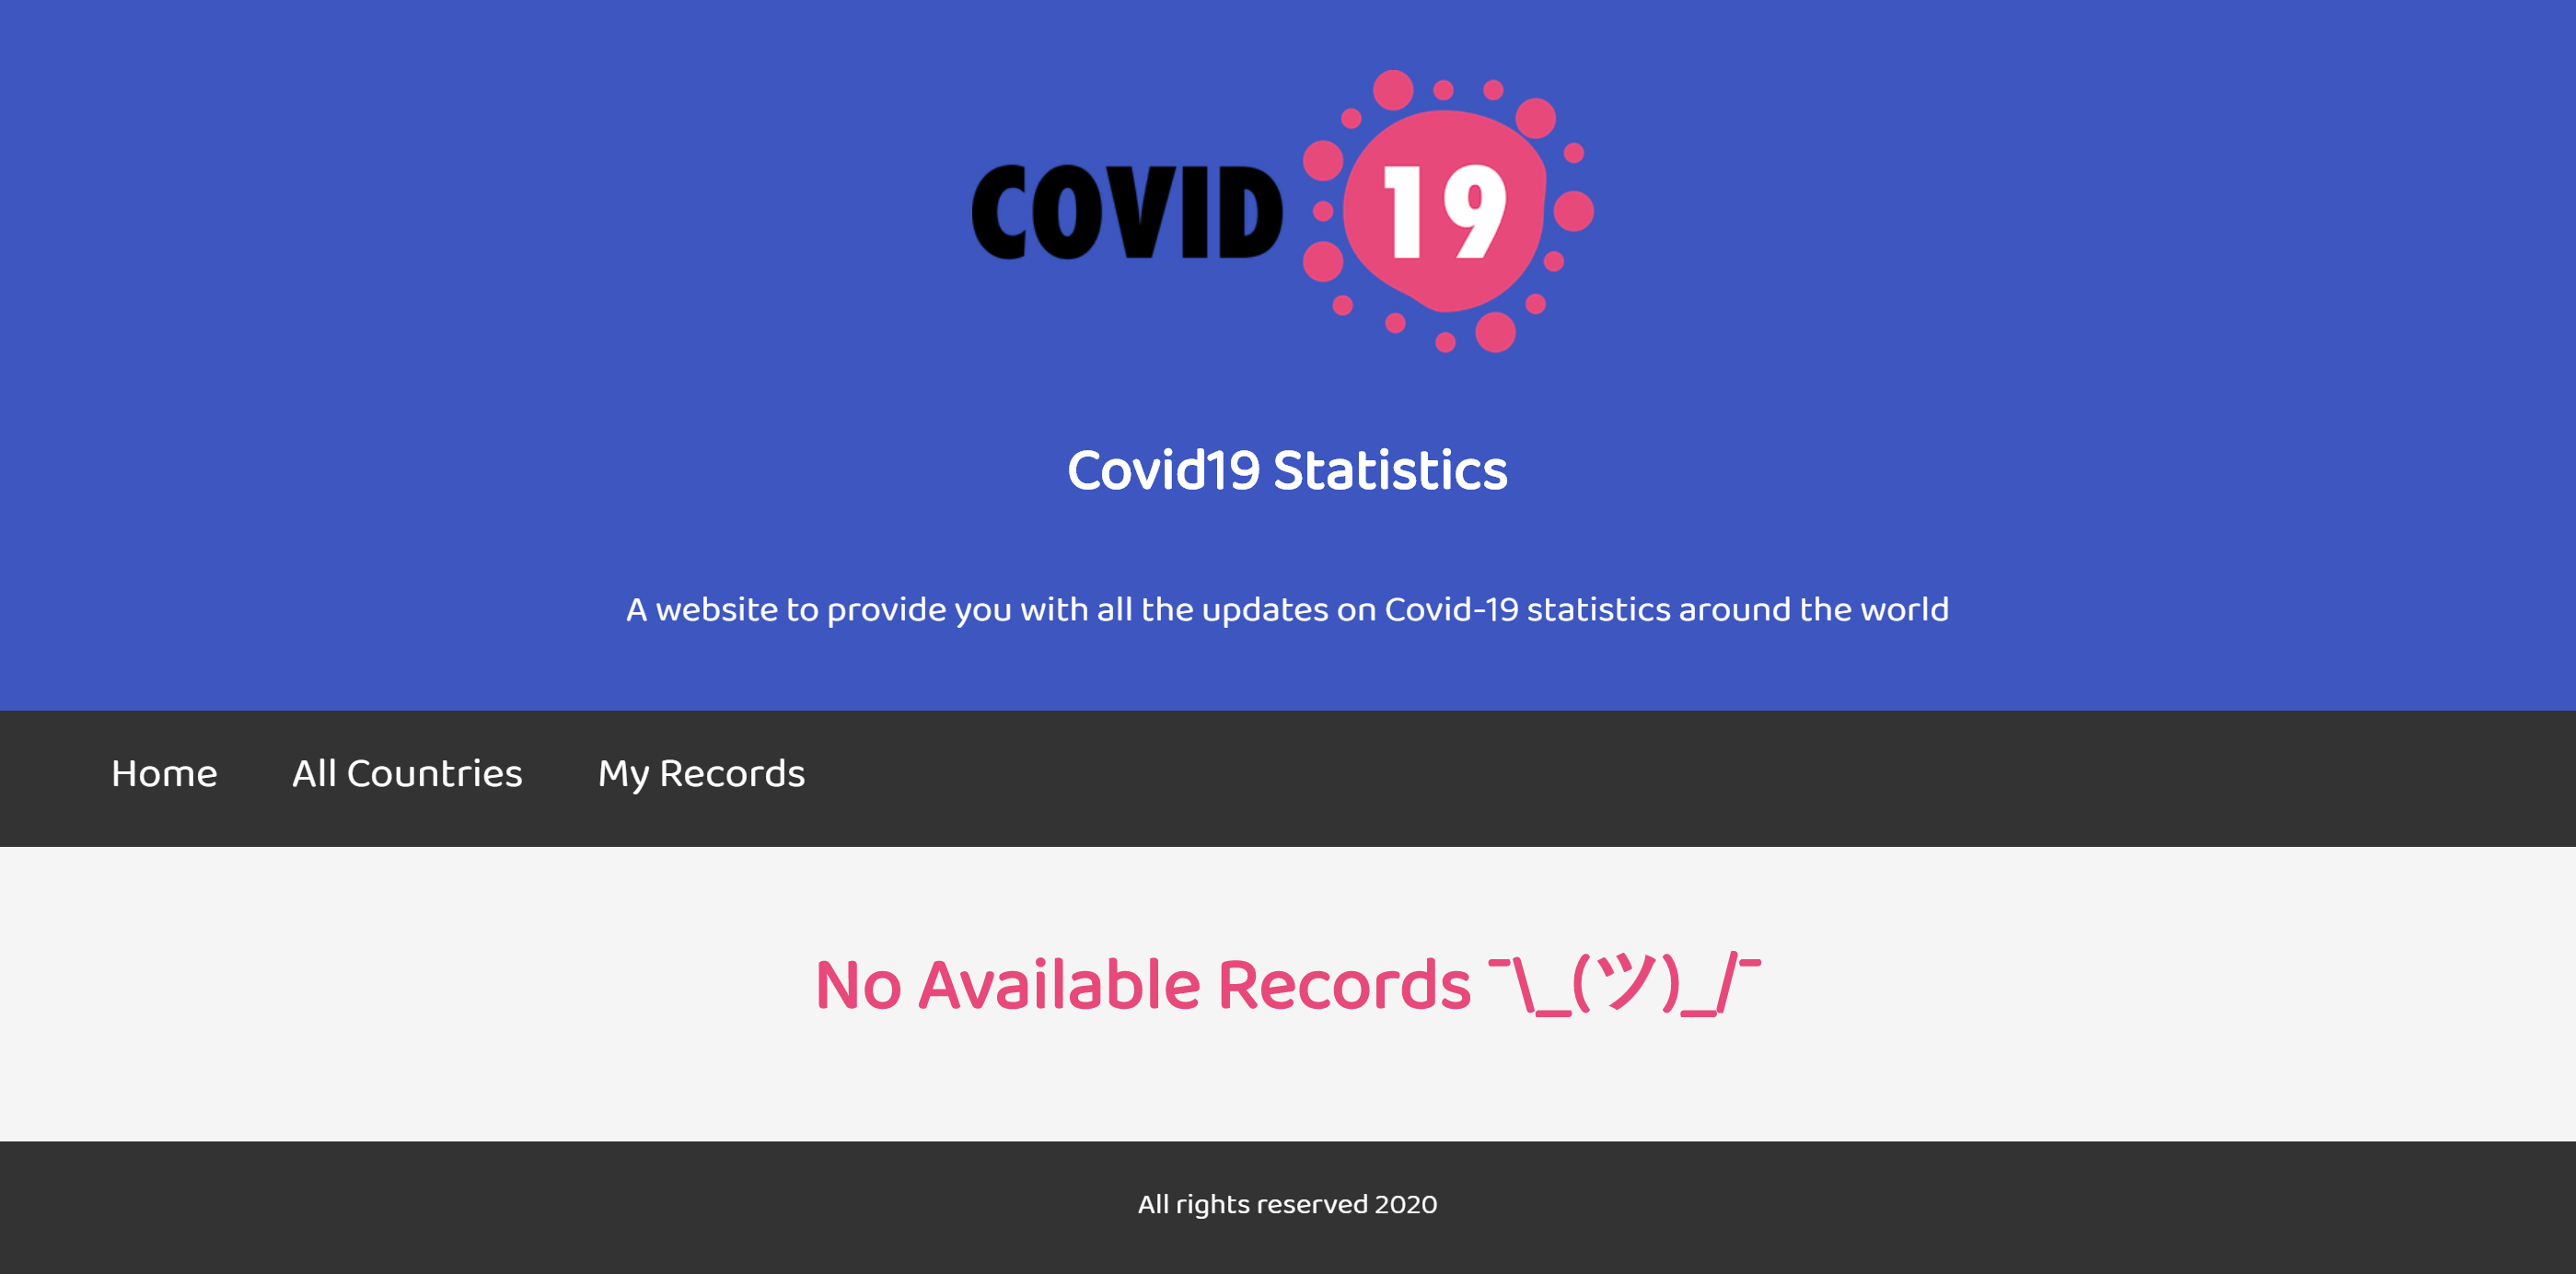 COVID 19
Covid19 Statistics
A website to provide you with all the updates on Covid-19 statistics around the world
Home All Countries My Records
No Available Records ¯\_(ツ)_/¯
All rights reserved 2020